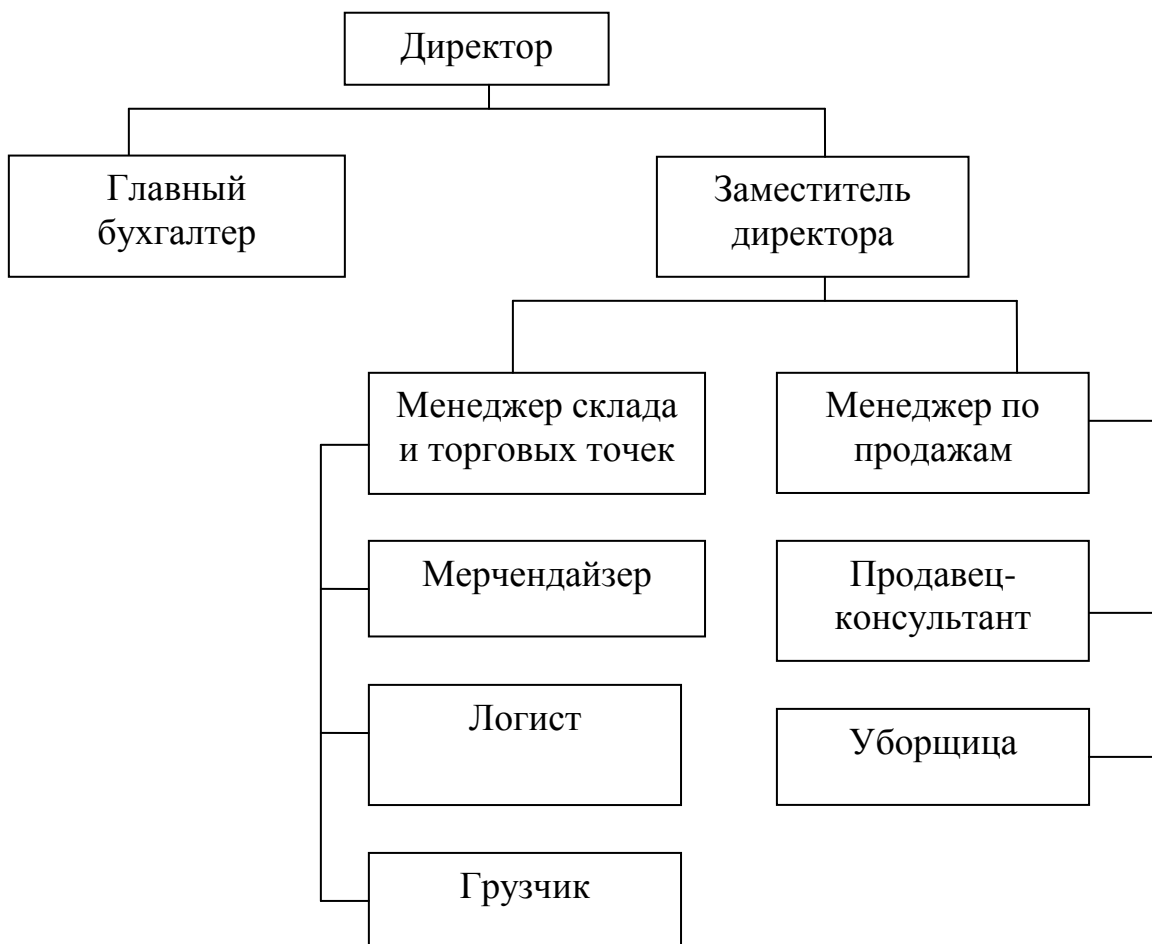 Директор
Главный
бухгалтер
Заместитель
директора
Менеджер склада
и торговых точек
Менеджер по
продажам
Мерчендайзер
Продавец-
консультант
Логист
Уборщица
Грузчик